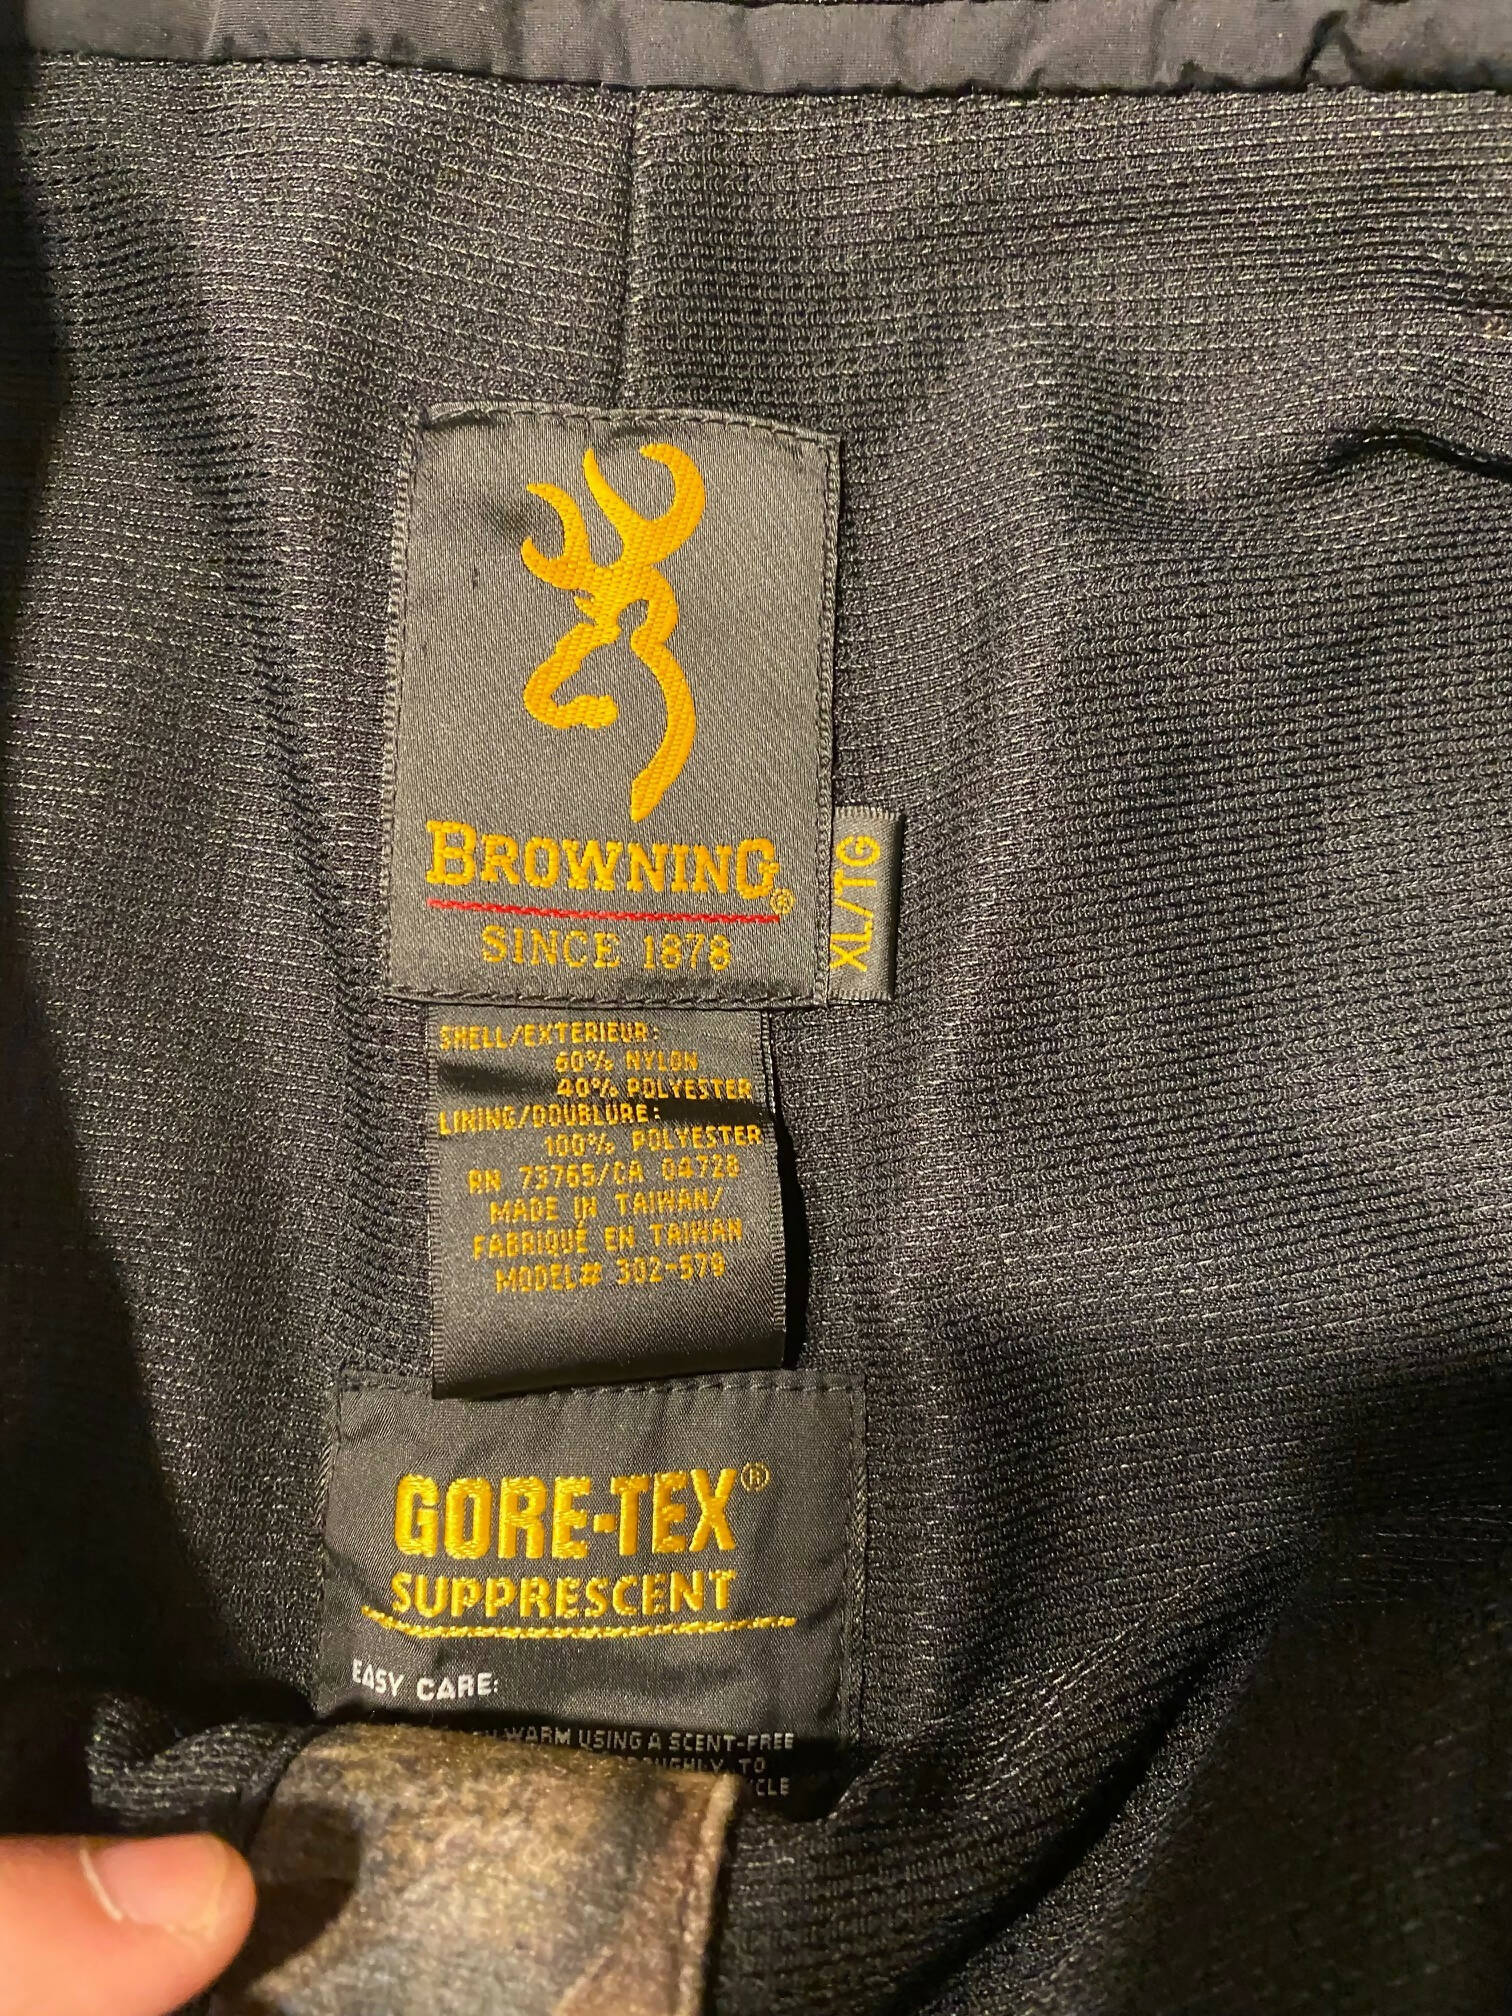 BROWNING®
SINCE 1878
XL/TG
SHELL/EXTERIEUR:
60% NYLON
40% POLYESTER
LINING/DOUBLURE:
100% POLYESTER
RN 73765/CA 04728
MADE IN TAIWAN/
FABRIQUÉ EN TAIWAN
MODEL# 302-579
GORE-TEX®
SUPPRESCENT
EASY CARE:
WARM USING A SCENT-FREE
TO